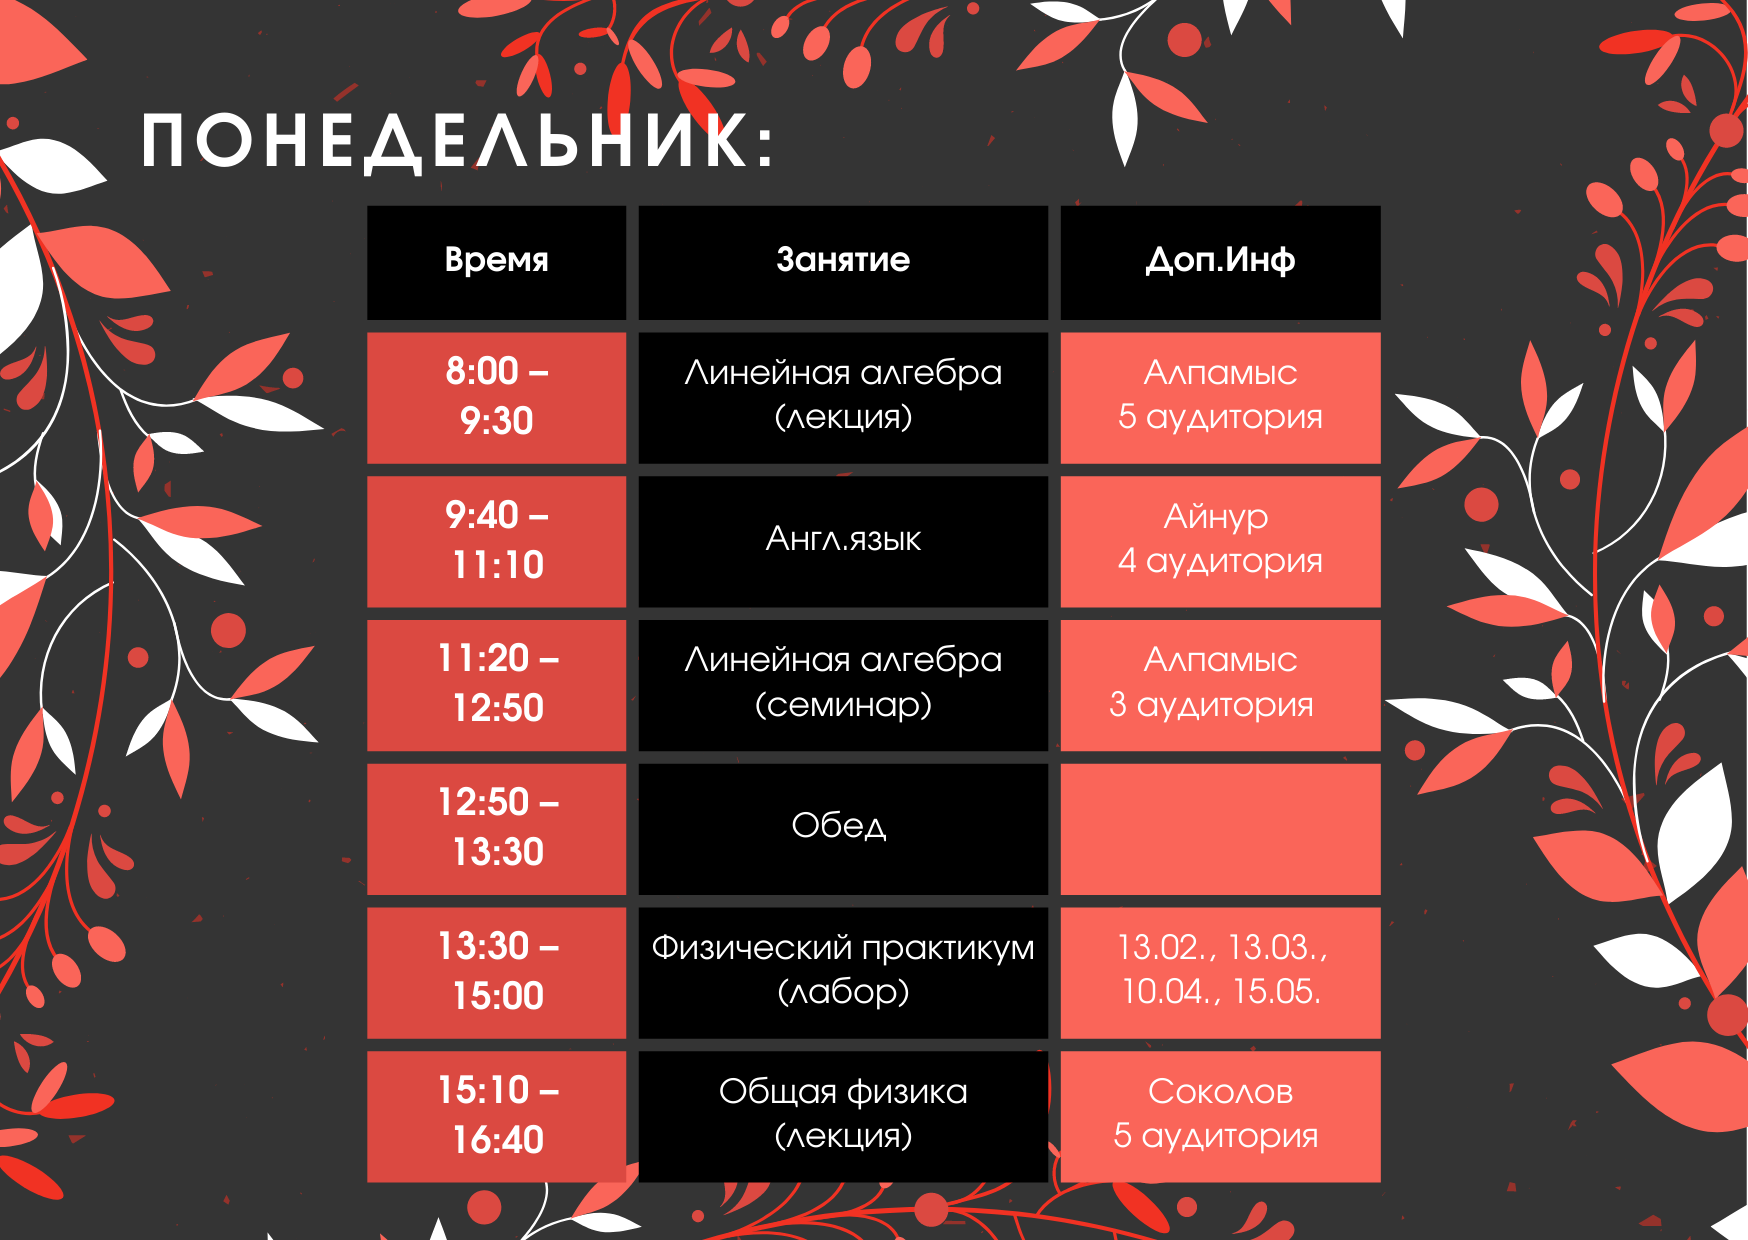 ПОНЕДЕЛЬНИК:
Время
Занятие
Доп.Инф
8:00 –
9:30
Линейная алгебра
(лекция)
Алпамыс
5 аудитория
9:40 –
11:10
Англ.язык
Айнур
4 аудитория
11:20 –
12:50
Линейная алгебра
(семинар)
Алпамыс
3 аудитория
12:50 –
13:30
Обед
13:30 –
15:00
Физический практикум
(лабор)
13.02., 13.03.,
10.04., 15.05.
15:10 –
16:40
Общая физика
(лекция)
Соколов
5 аудитория